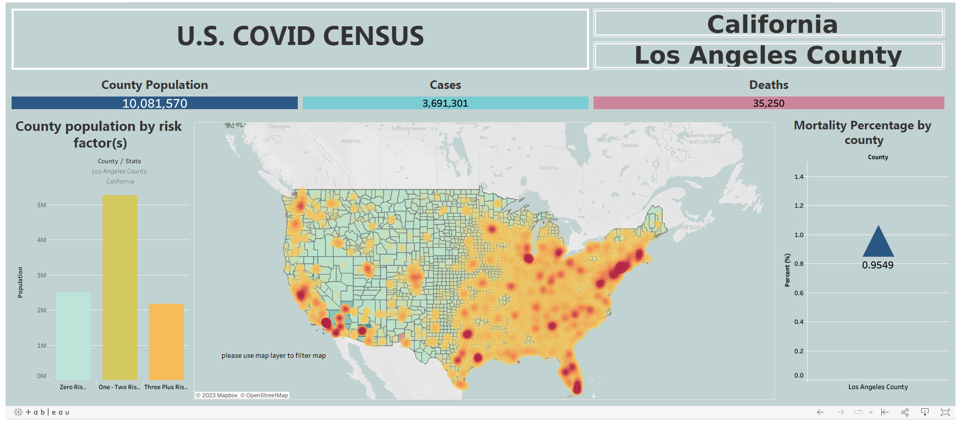 U.S. COVID CENSUS
California
Los Angeles County
County Population
Cases
Deaths
10,081,570
3,691,301
35,250
County population by risk
factor(s)
County / State
Los Angeles County
California
5M
4M
3M
2M
1M
0M
Population
Zero Ris..
One - Two Ris..
Three Plus Ris..
Alberta
Ontario
Quebec
please use map layer to filter map
© 2023 Mapbox © OpenStreetMap
Mortality Percentage by
county
County
1.4
1.2
1.0
0.8
0.6
0.4
0.2
0.0
Percent (%)
0.9549
Los Angeles County
+ableau